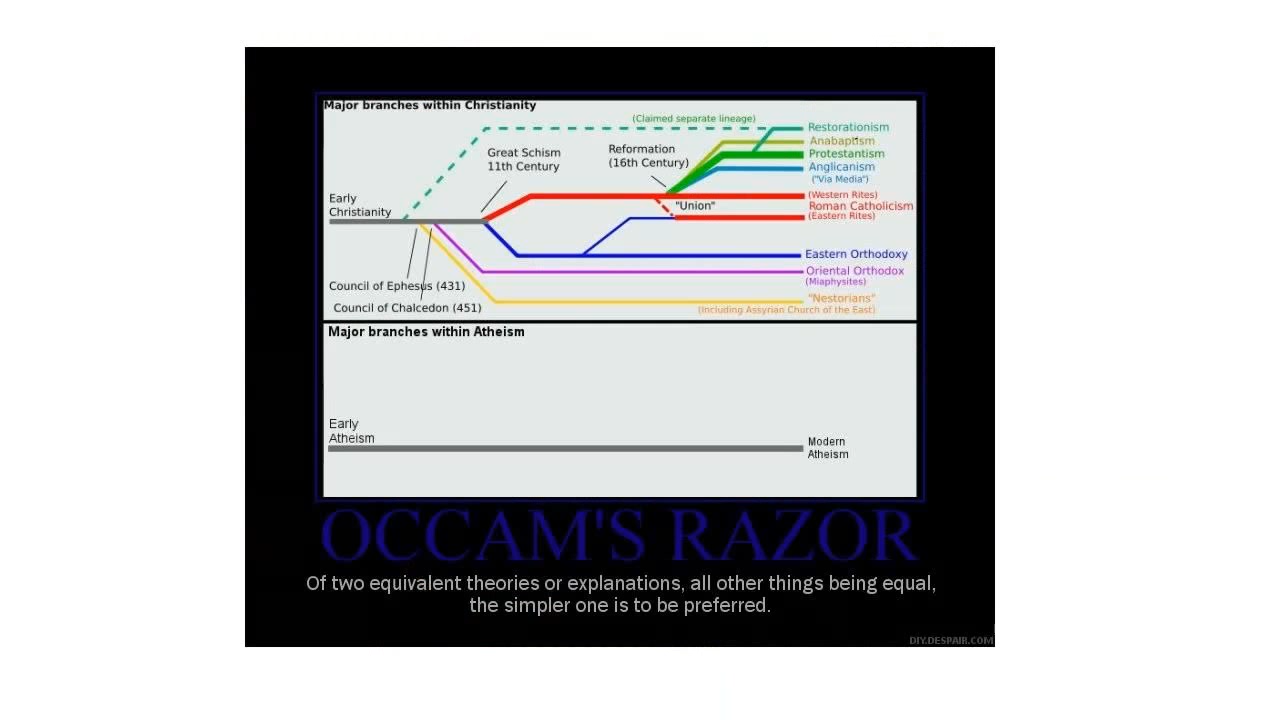 Major branches within Christianity
(Claimed separate lineage)
Restorationism
Anabaptism
Protestantism
Anglicanism
("Via Media")
Great Schism
11th Century
Reformation
(16th Century)
Early
Christianity
"Union"
(Western Rites)
Roman Catholicism
(Eastern Rites)
Eastern Orthodoxy
Oriental Orthodox
(Miaphysites)
Council of Ephesus (431)
Council of Chalcedon (451)
"Nestorians"
(Including Assyrian Church of the East)
Major branches within Atheism
Early
Atheism
Modern
Atheism
OCCAM'S RAZOR
Of two equivalent theories or explanations, all other things being equal,
the simpler one is to be preferred.
DIY.DESPAIR.COM